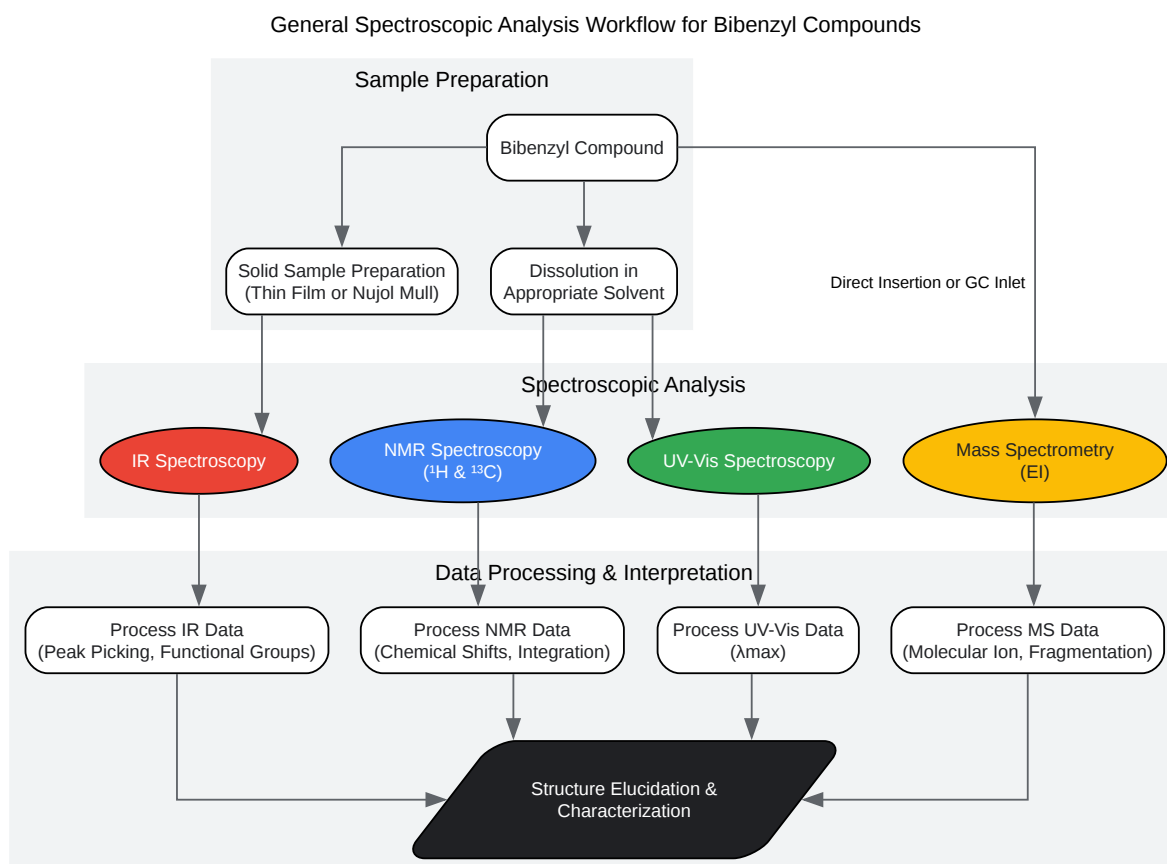 General Spectroscopic Analysis Workflow for Bibenzyl Compounds
Sample Preparation
Bibenzyl Compound
Solid Sample Preparation
(Thin Film or Nujol Mull)
Dissolution in
Appropriate Solvent
Direct Insertion or GC Inlet
Spectroscopic Analysis
IR Spectroscopy
NMR Spectroscopy
(¹H & ¹³C)
UV-Vis Spectroscopy
Mass Spectrometry
(EI)
Data Processing & Interpretation
Process IR Data
(Peak Picking, Functional Groups)
Process NMR Data
(Chemical Shifts, Integration)
Process UV-Vis Data
(λmax)
Process MS Data
(Molecular Ion, Fragmentation)
Structure Elucidation &
Characterization